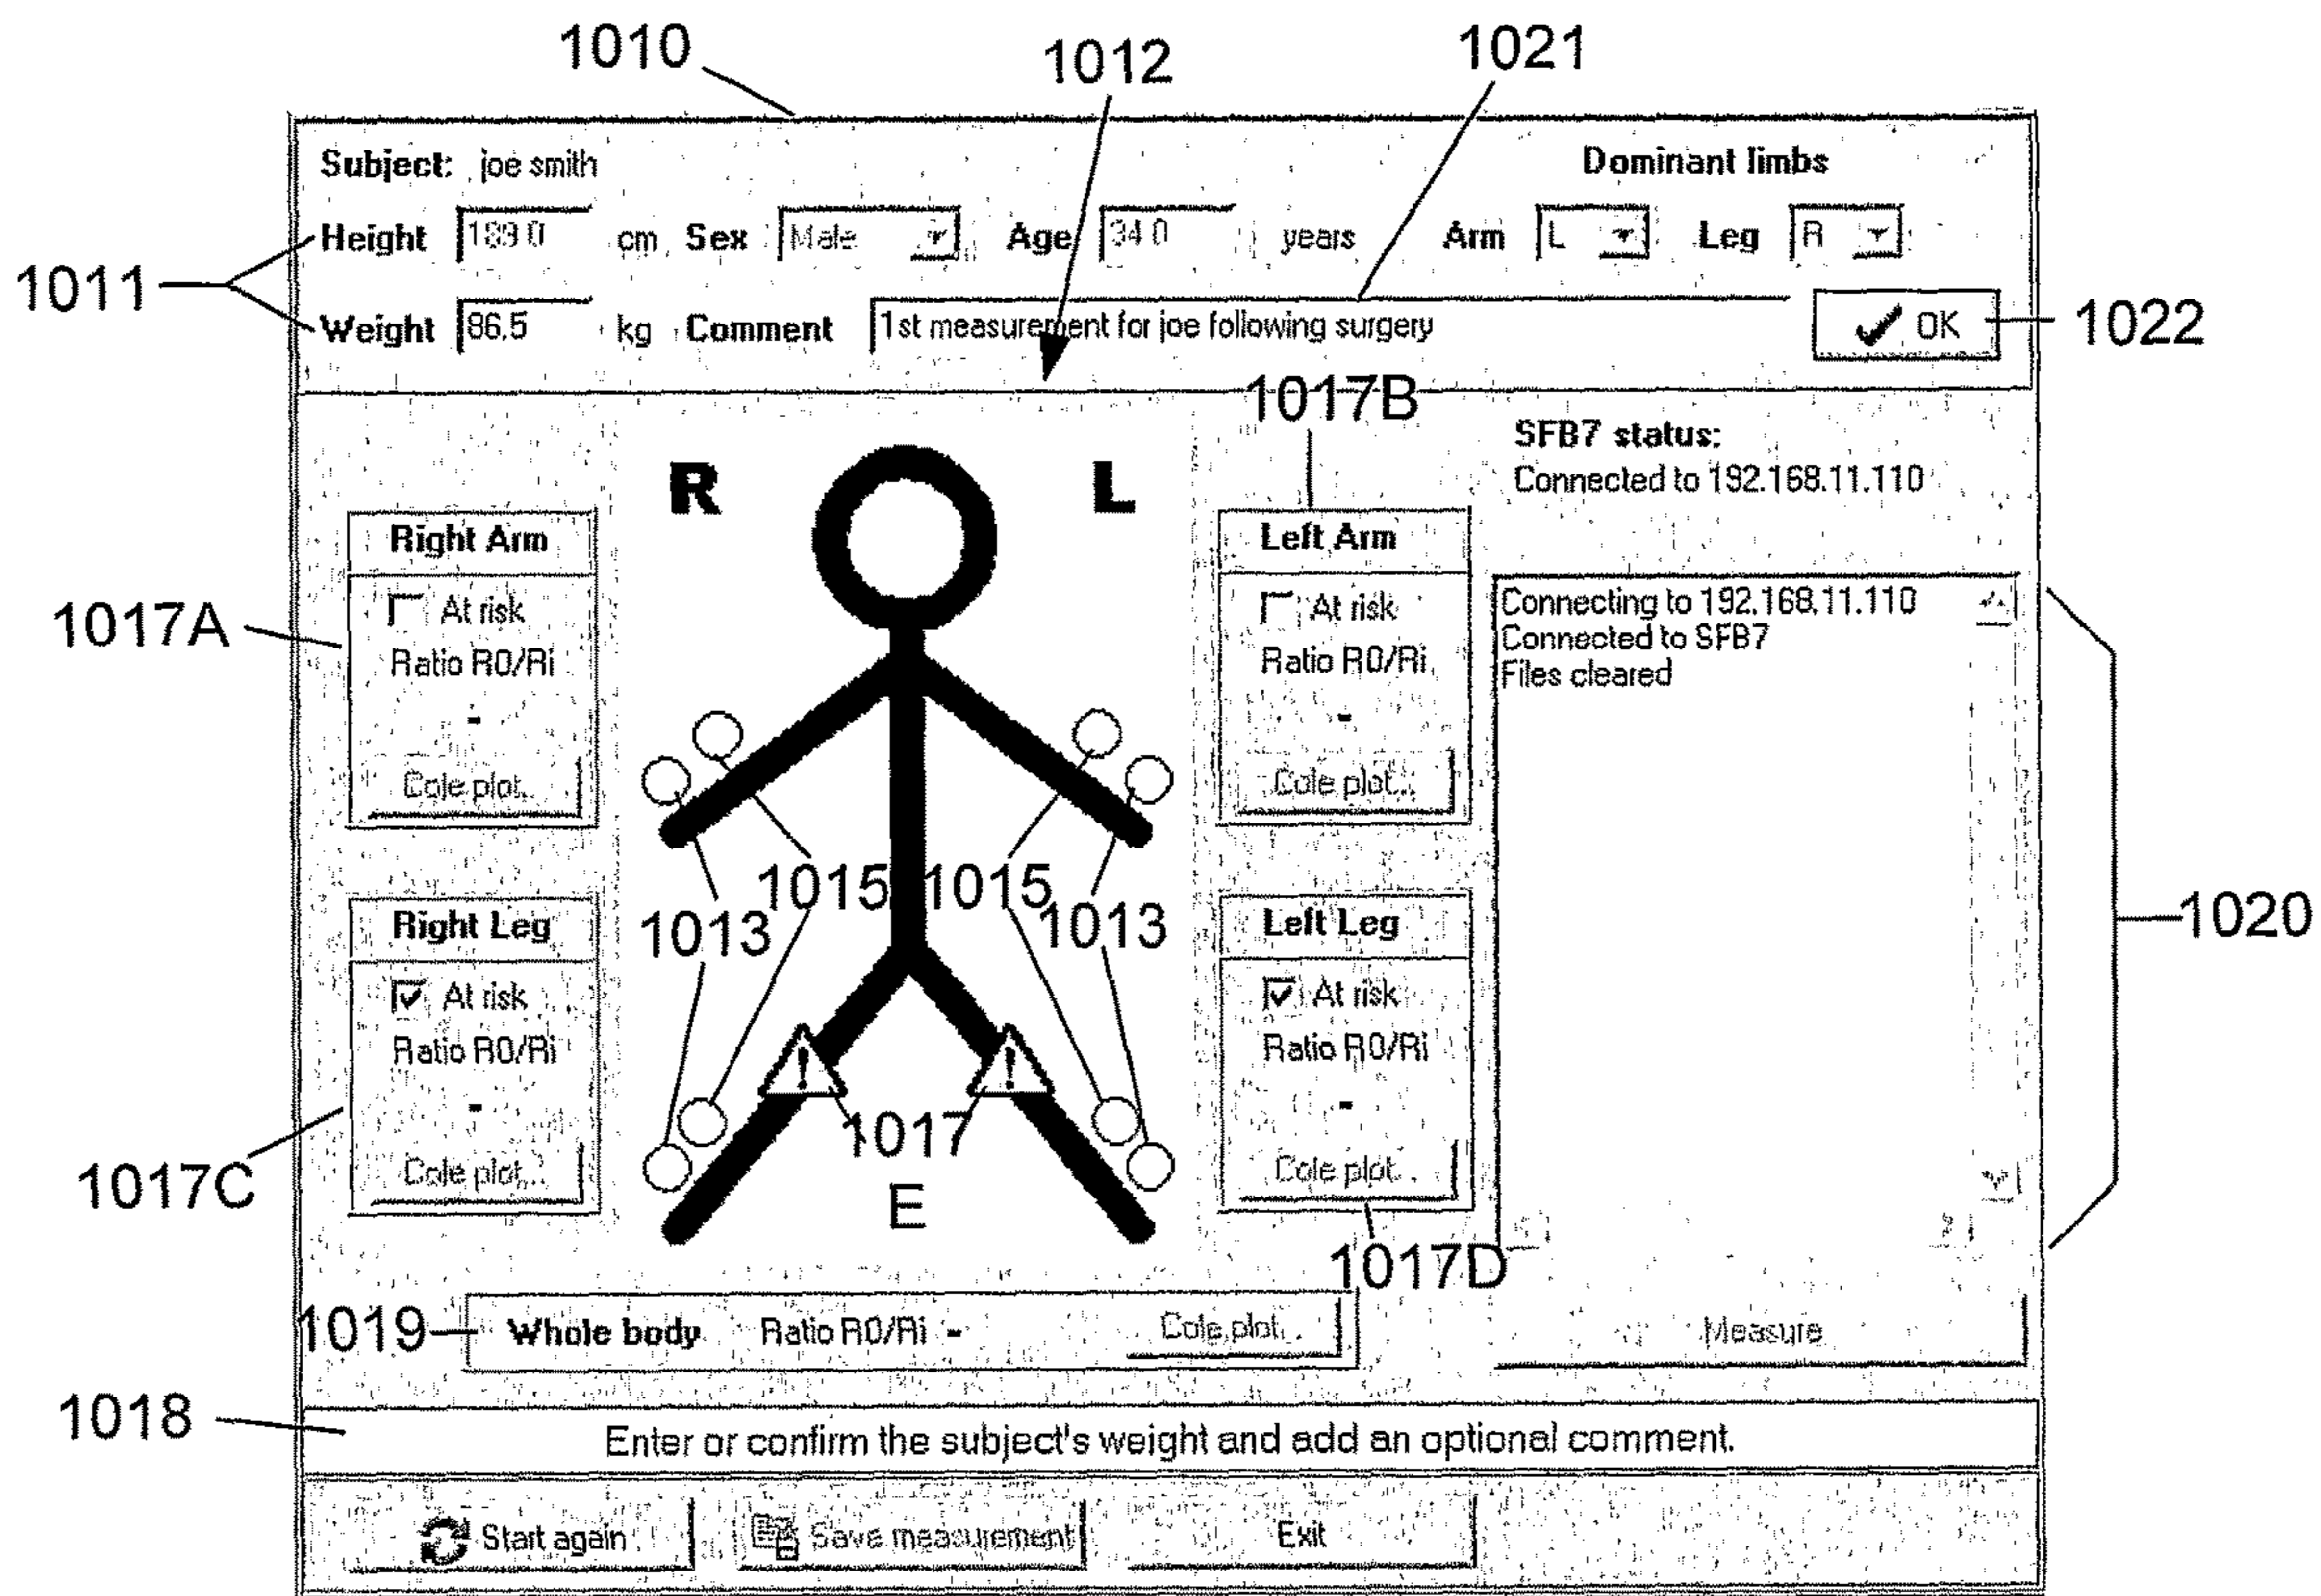 1010
1012
1021
Subject: joe smith
Dominant limbs
Height 189.0 cm Sex Male Age 34.0 years Arm L Leg R
1011
Weight 86.5 kg Comment 1st measurement for joe following surgery OK
1022
1017B
R L
SFB7 status:
Connected to 192.168.11.110
Right Arm
At risk
Ratio R0/Ri
-
Cole plot...
1017A
Left Arm
At risk
Ratio R0/Ri
-
Cole plot...
Connecting to 192.168.11.110
Connected to SFB7
Files cleared
1020
1015 1015
1013 1013
Right Leg
At risk
Ratio R0/Ri
-
Cole plot...
1017C
! !
1017
E
Left Leg
At risk
Ratio R0/Ri
-
Cole plot...
1017D
1019
Whole body Ratio R0/Ri - Cole plot...
Measure
1018
Enter or confirm the subject's weight and add an optional comment.
Start again Save measurement Exit